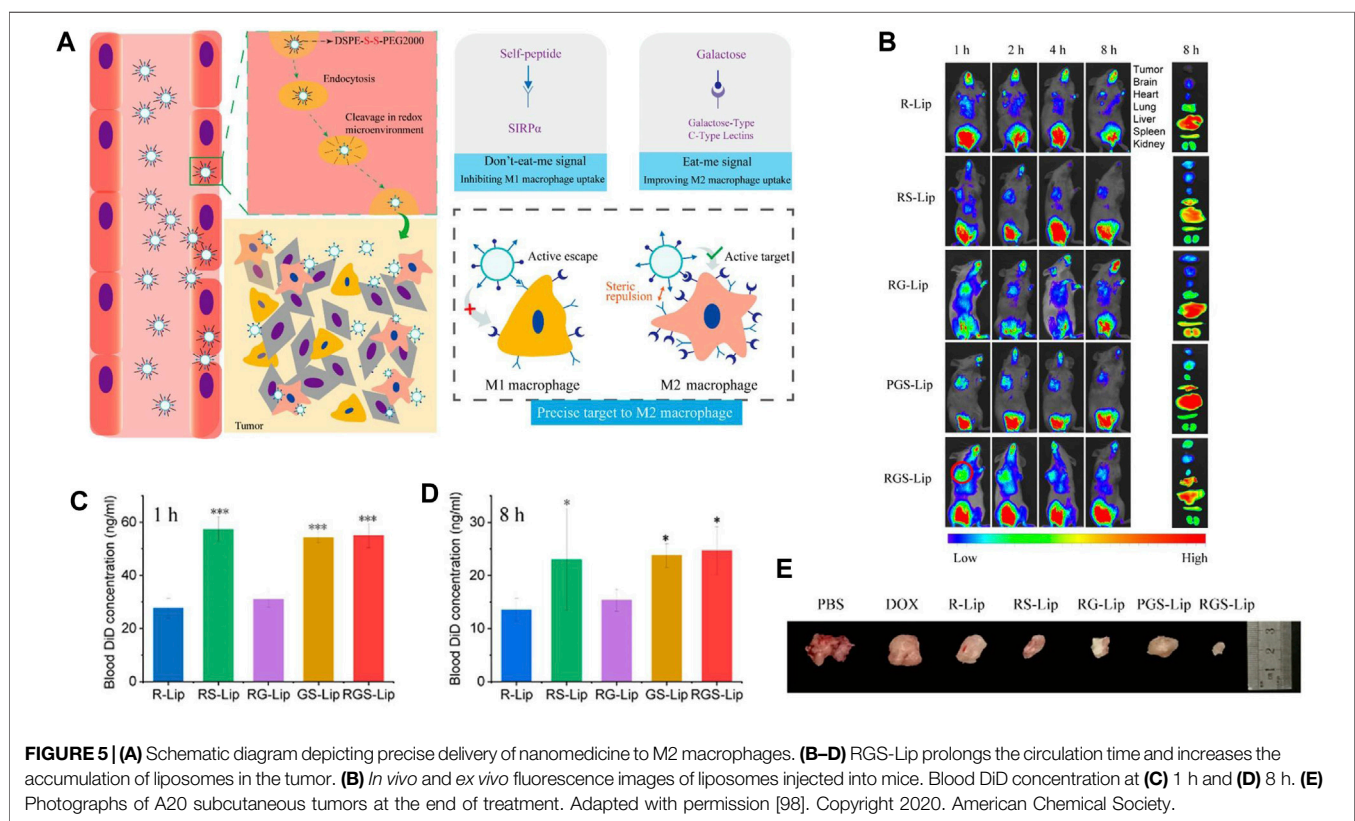 A
DSPE-S-S-PEG2000
Endocytosis
Cleavage in redox
microenvironment
Tumor
Self-peptide
SIRPα
Don't-eat-me signal
Inhibiting M1 macrophage uptake
Galactose
Galactose-Type
C-Type Lectins
Eat-me signal
Improving M2 macrophage uptake
Active escape
M1 macrophage
Active target
Steric
repulsion
M2 macrophage
Precise target to M2 macrophage
B
1 h 2 h 4 h 8 h 8 h
Tumor
Brain
Heart
Lung
Liver
Spleen
Kidney
R-Lip
RS-Lip
RG-Lip
PGS-Lip
RGS-Lip
Low High
C
1 h
Blood DiD concentration (ng/ml)
60
40
20
0
***
***
***
R-Lip RS-Lip RG-Lip GS-Lip RGS-Lip
D
8 h
Blood DiD concentration (ng/ml)
30
20
10
0
*
*
*
R-Lip RS-Lip RG-Lip GS-Lip RGS-Lip
E
PBS DOX R-Lip RS-Lip RG-Lip PGS-Lip RGS-Lip
FIGURE 5 | (A) Schematic diagram depicting precise delivery of nanomedicine to M2 macrophages. (B–D) RGS-Lip prolongs the circulation time and increases the
accumulation of liposomes in the tumor. (B) In vivo and ex vivo fluorescence images of liposomes injected into mice. Blood DiD concentration at (C) 1 h and (D) 8 h. (E)
Photographs of A20 subcutaneous tumors at the end of treatment. Adapted with permission [98]. Copyright 2020. American Chemical Society.